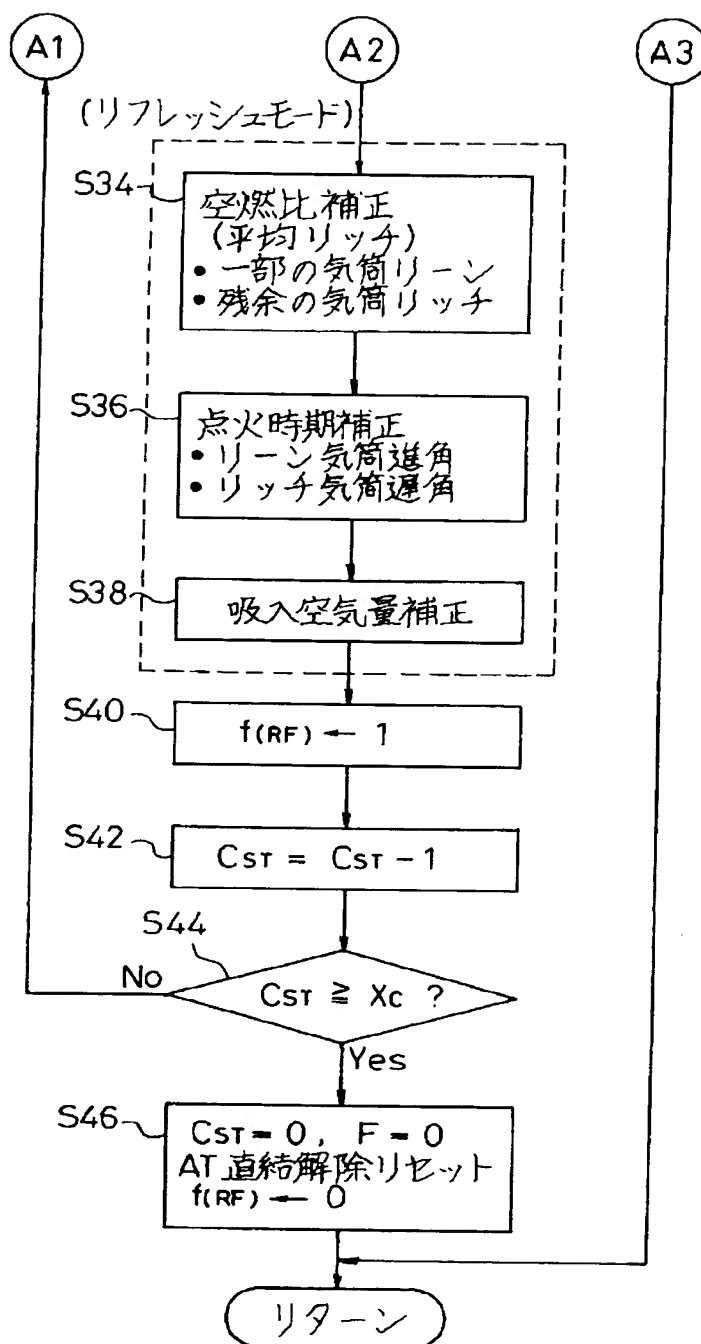 A1
A2
A3
(リフレッシュモード)
S34
空燃比補正
(平均リッチ)
• 一部の気筒リーン
• 残余の気筒リッチ
S36
点火時期補正
• リーン気筒進角
• リッチ気筒遅角
S38
吸入空気量補正
S40
f(RF) ← 1
S42
CST = CST - 1
S44
No
CST ≧ Xc ?
Yes
S46
CST = 0 , F = 0
AT 直結解除リセット
f(RF) ← 0
リターン